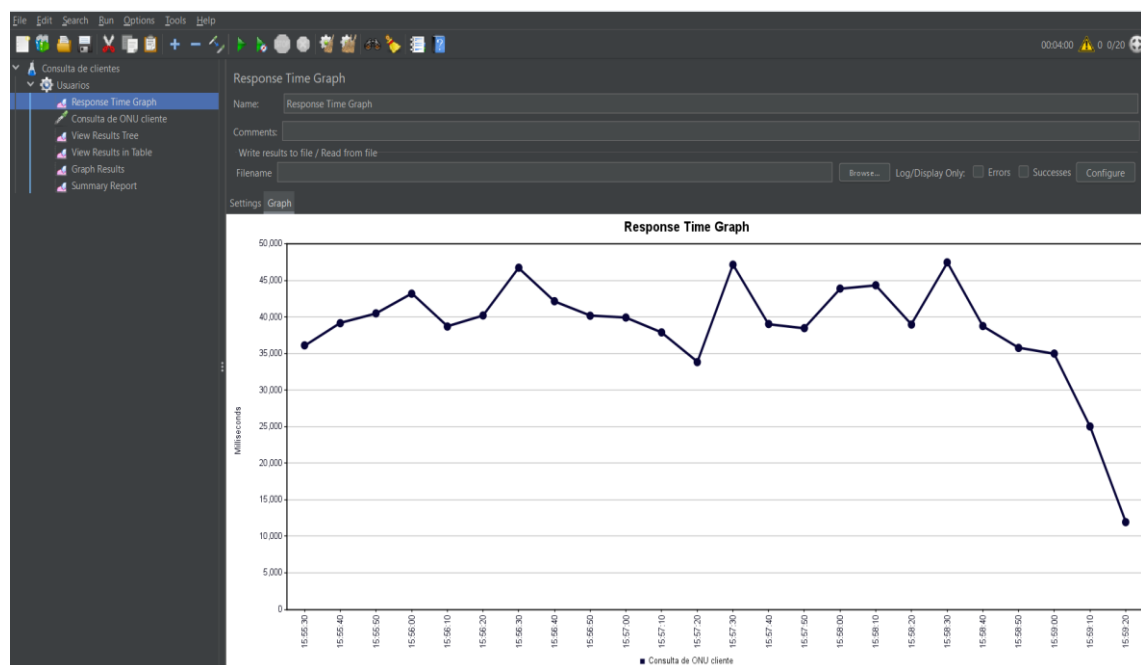 File Edit Search Run Options Tools Help
00:04:00 0 0/20
Consulta de clientes
Usuarios
Response Time Graph
Consulta de ONU cliente
View Results Tree
View Results in Table
Graph Results
Summary Report
Response Time Graph
Name: Response Time Graph
Comments:
Write results to file / Read from file
Filename Browse... Log/Display Only: Errors Successes Configure
Settings Graph
Response Time Graph
Milliseconds
50,000
45,000
40,000
35,000
30,000
25,000
20,000
15,000
10,000
5,000
0
15:55:30 15:55:40 15:55:50 15:56:00 15:56:10 15:56:20 15:56:30 15:56:40 15:56:50 15:57:00 15:57:10 15:57:20 15:57:30 15:57:40 15:57:50 15:58:00 15:58:10 15:58:20 15:58:30 15:58:40 15:58:50 15:59:00 15:59:10 15:59:20
Consulta de ONU cliente